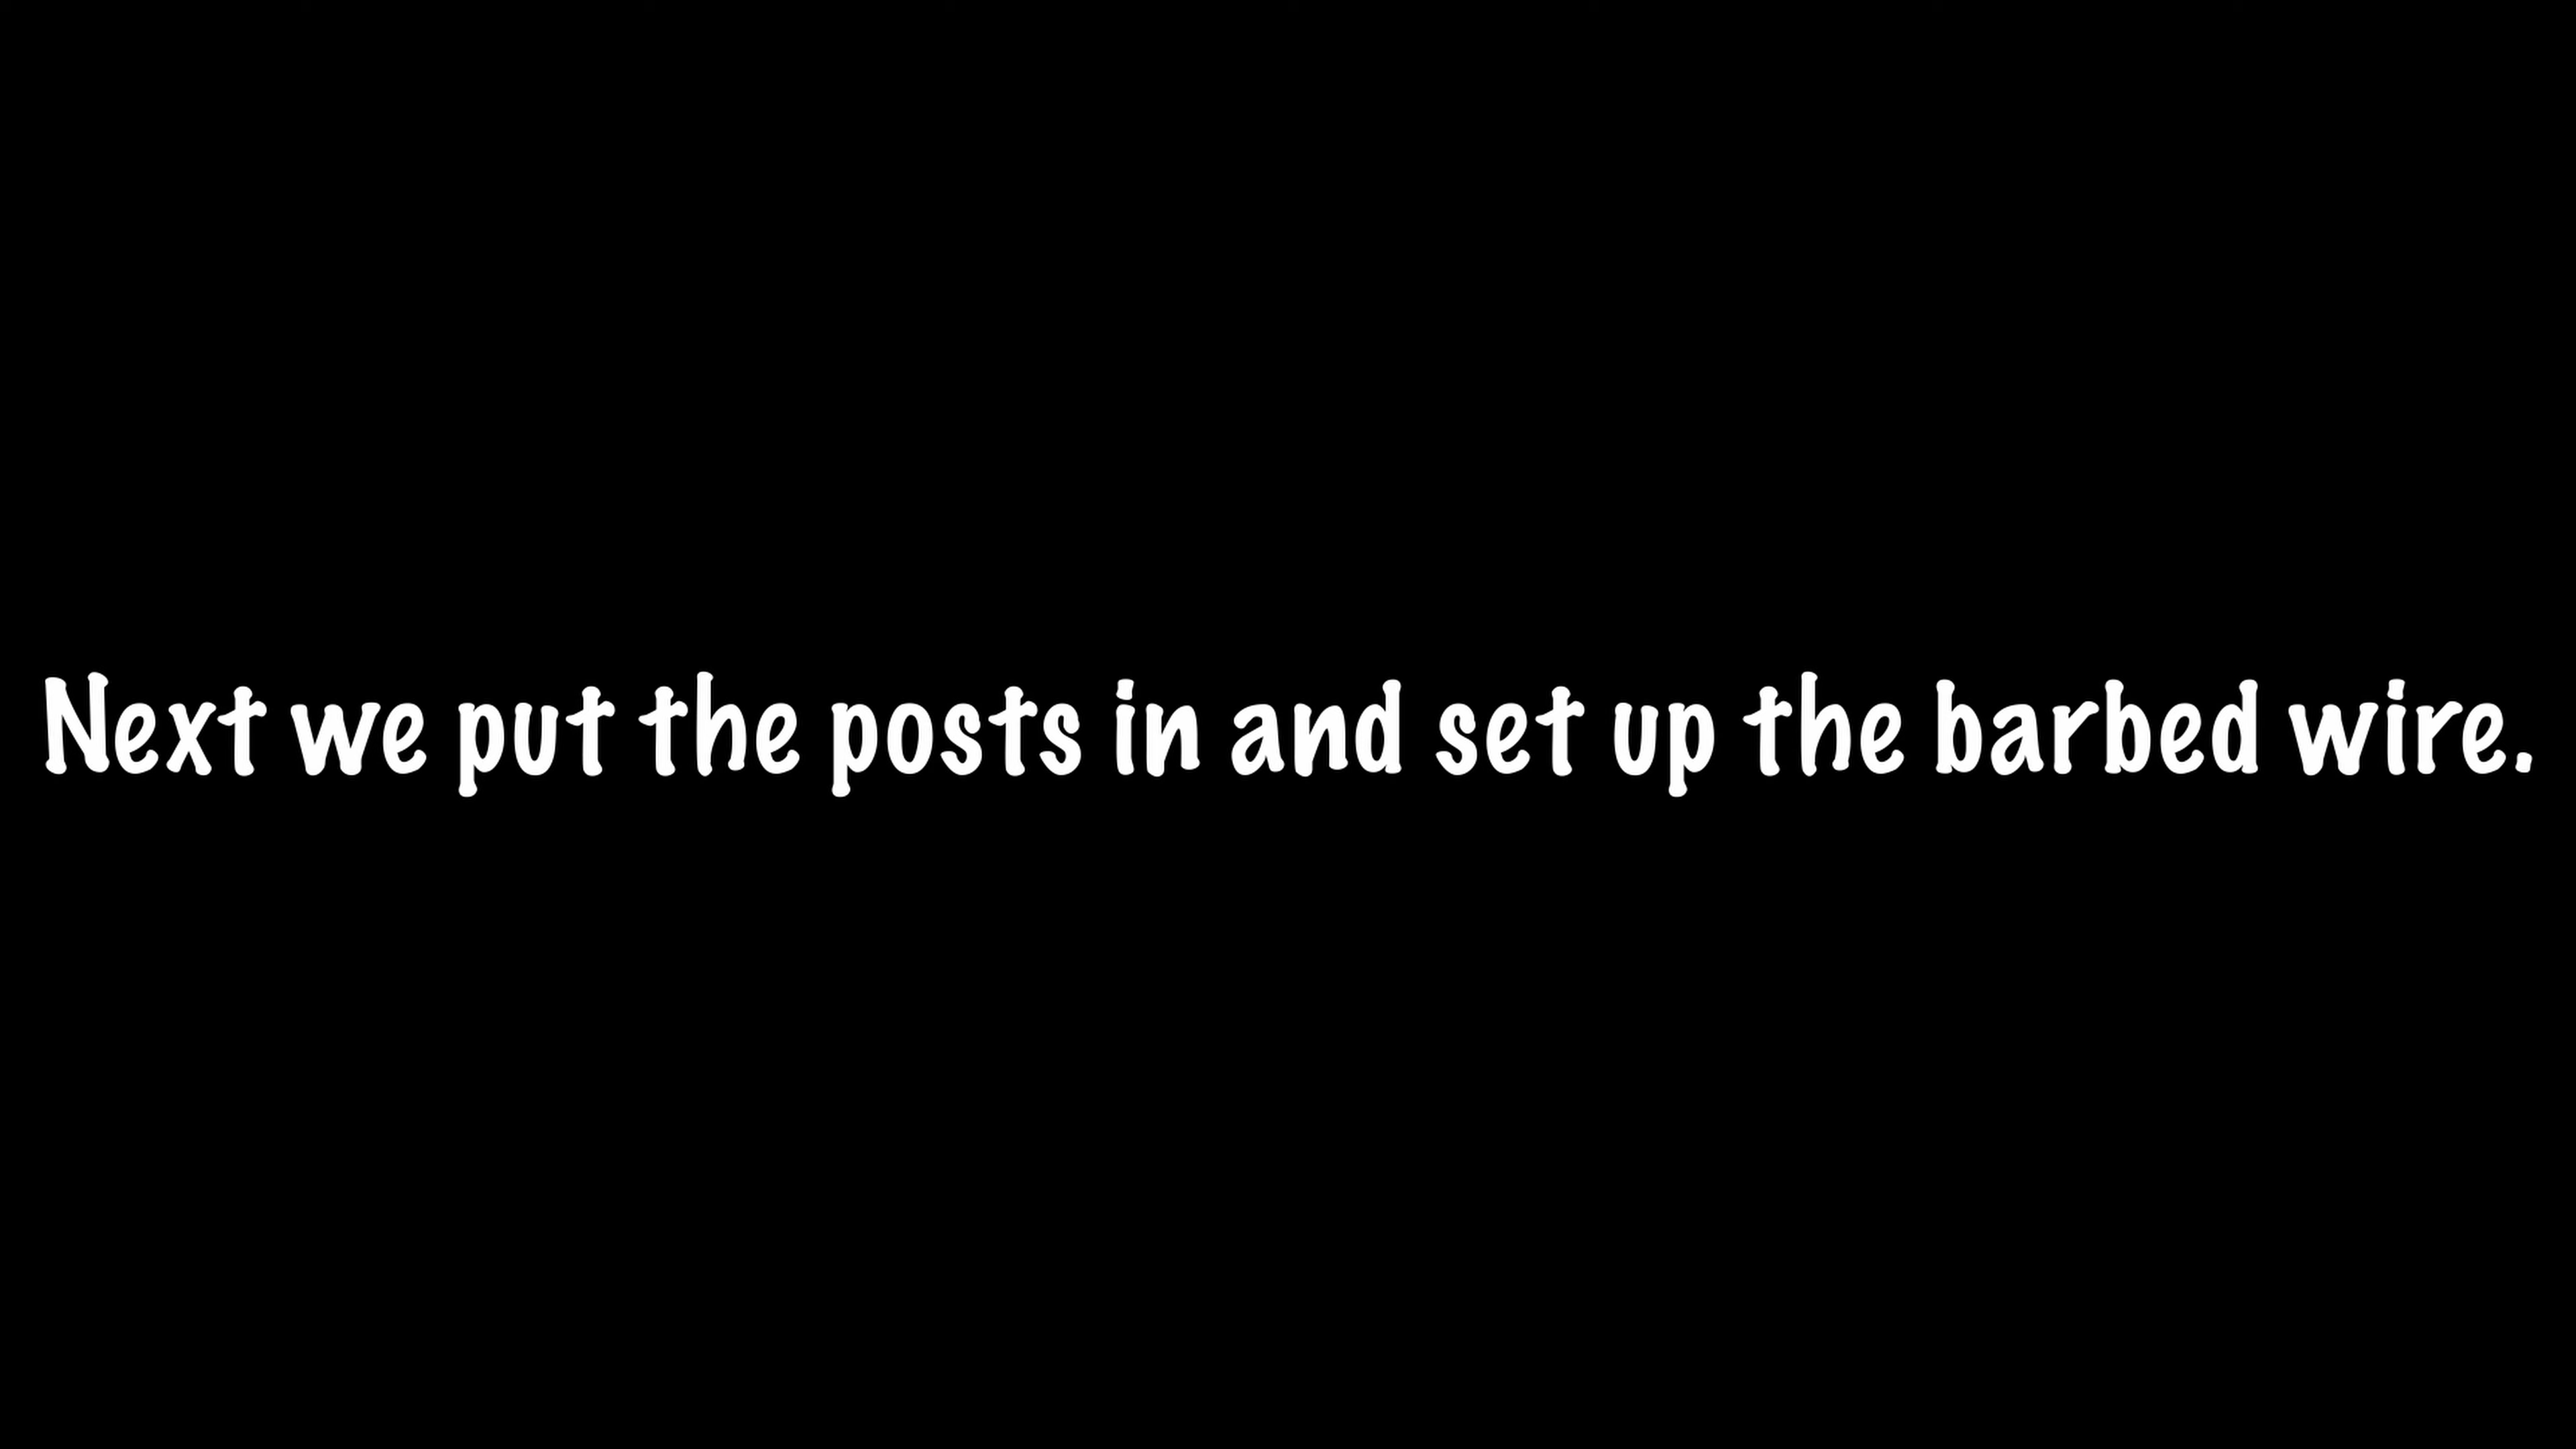 Next we put the posts in and set up the barbed wire.